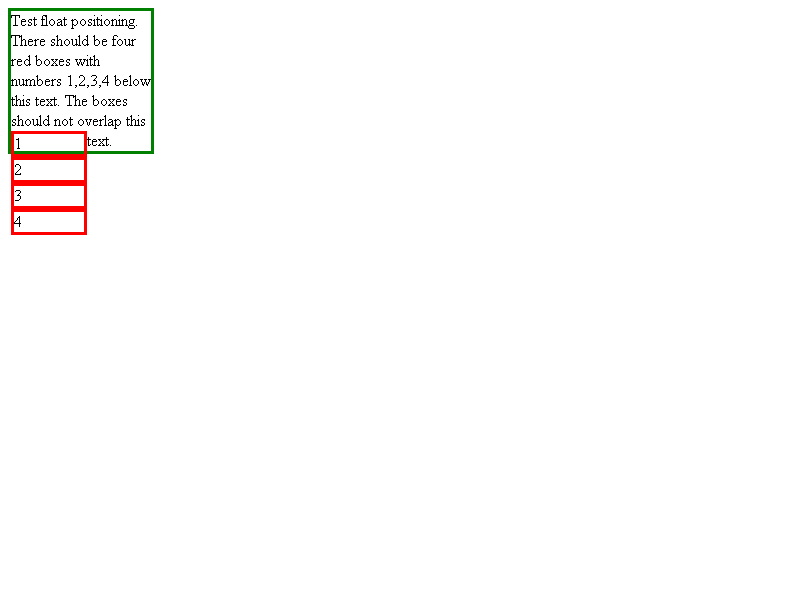 Test float positioning.
There should be four
red boxes with
numbers 1,2,3,4 below
this text. The boxes
should not overlap this
1 text.
2
3
4